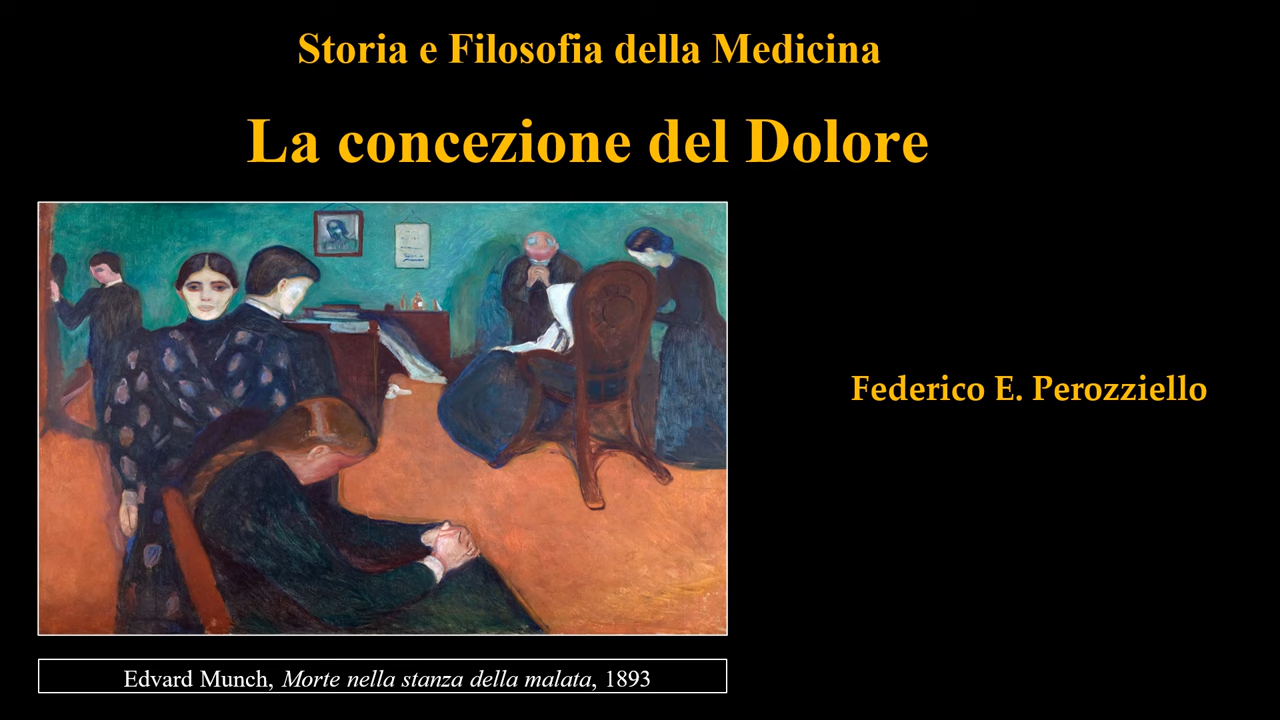 Storia e Filosofia della Medicina
La concezione del Dolore
Federico E. Perozziello
Edvard Munch, Morte nella stanza della malata, 1893